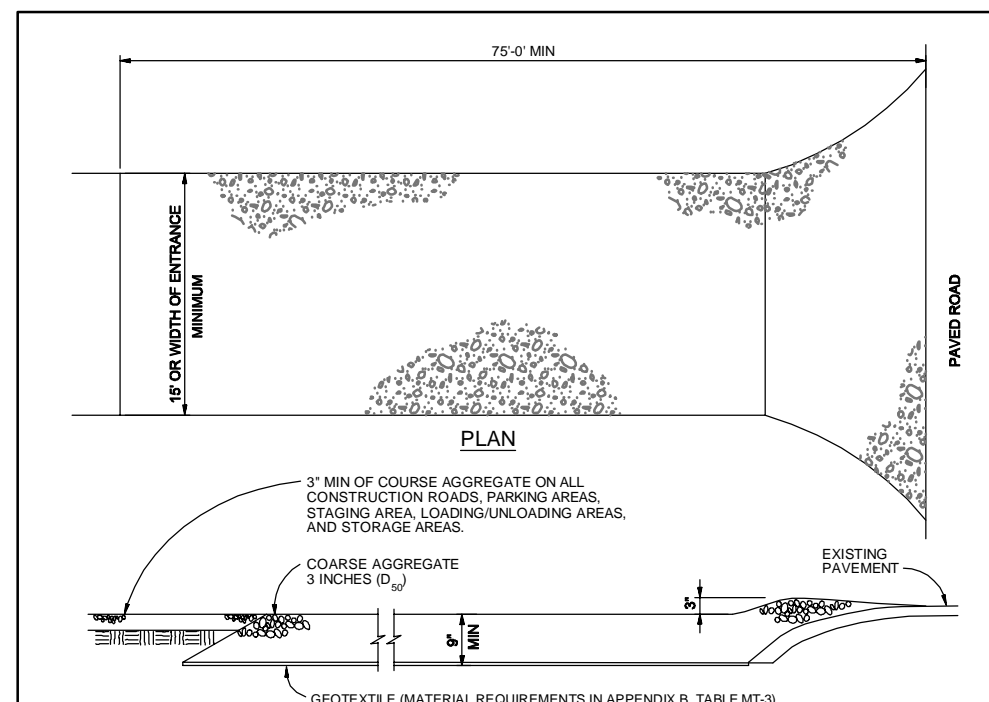 75'-0' MIN
15' OR WIDTH OF ENTRANCE
MINIMUM
PAVED ROAD
PLAN
3" MIN OF COURSE AGGREGATE ON ALL
CONSTRUCTION ROADS, PARKING AREAS,
STAGING AREA, LOADING/UNLOADING AREAS,
AND STORAGE AREAS.
COARSE AGGREGATE
3 INCHES (D50)
EXISTING
PAVEMENT
3"
9"
MIN
GEOTEXTILE (MATERIAL REQUIREMENTS IN APPENDIX B, TABLE MT-3)